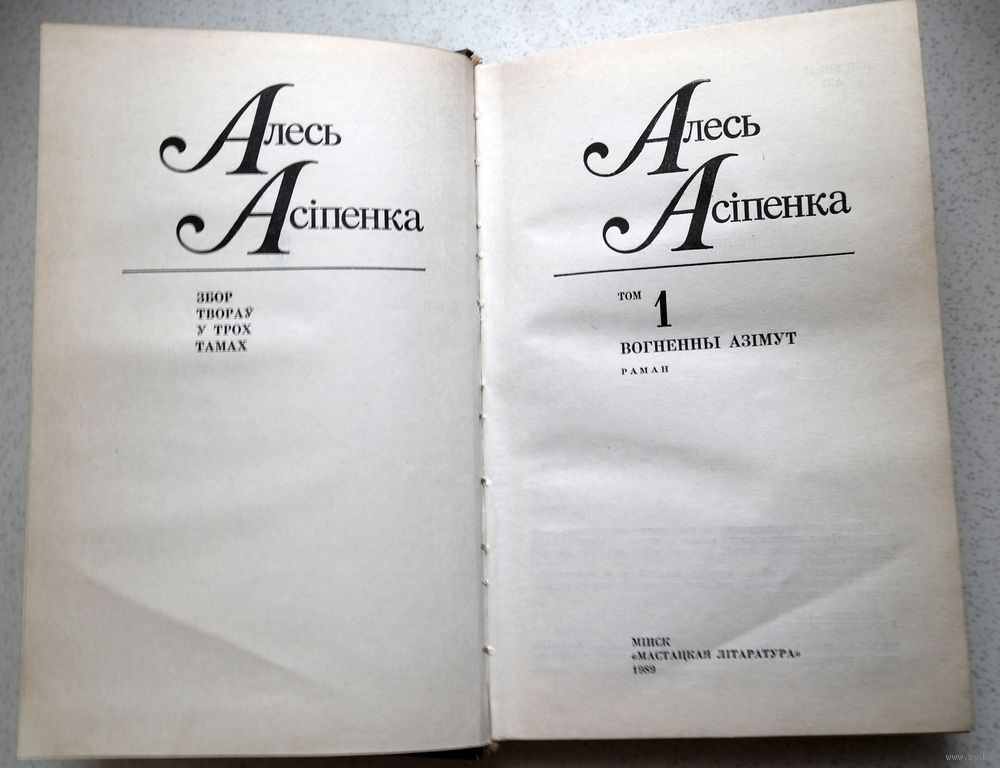 Алесь
Асіпенка
ЗБОР
ТВОРАЎ
У ТРОХ
ТАМАХ
Алесь
Асіпенка
ТОМ 1
ВОГНЕННЫ АЗІМУТ
РАМАН
МІНСК
«МАСТАЦКАЯ ЛІТАРАТУРА»
1989